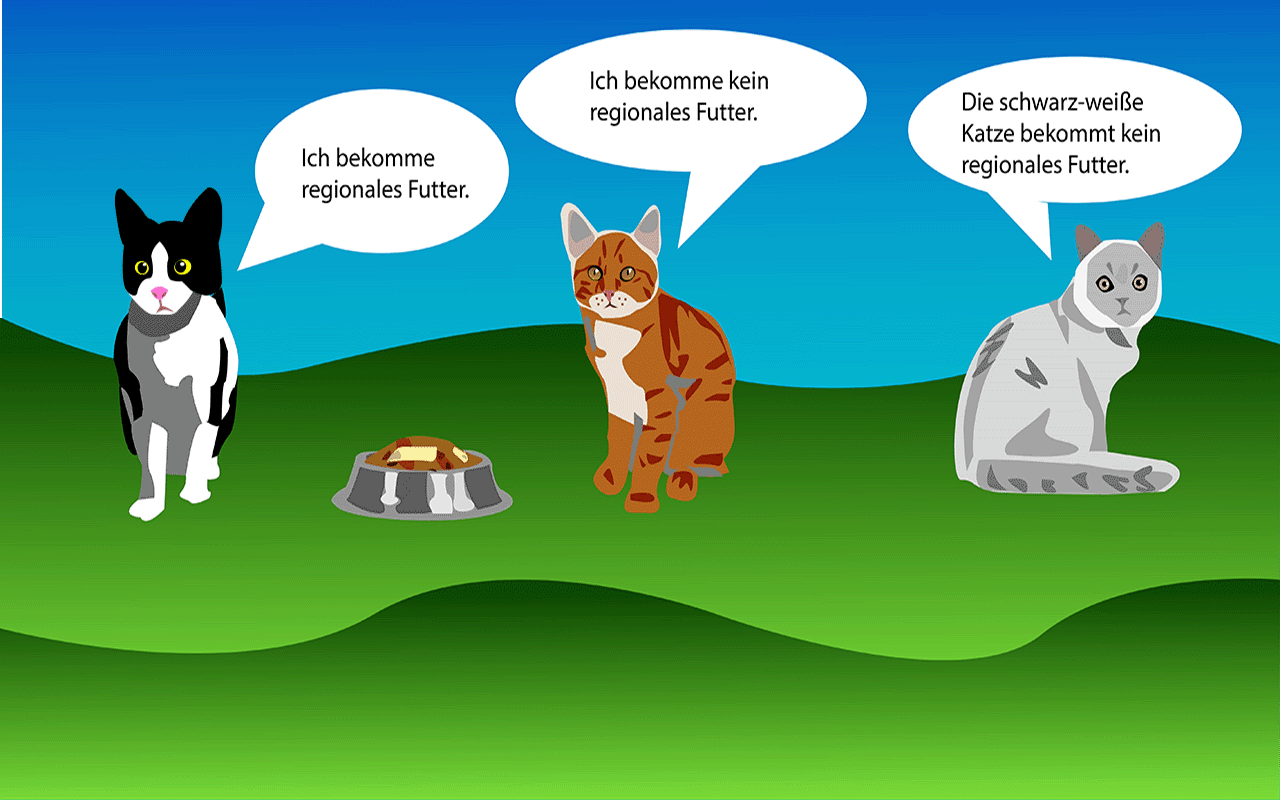 Ich bekomme
regionales Futter.
Ich bekomme kein
regionales Futter.
Die schwarz-weiße
Katze bekommt kein
regionales Futter.